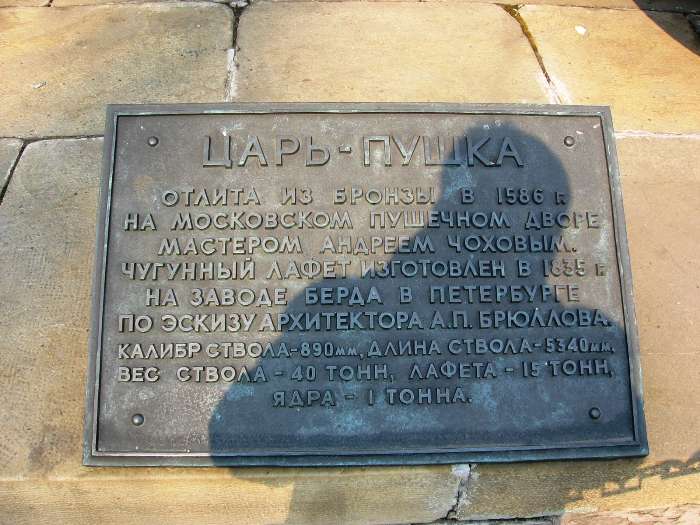 ЦАРЬ-ПУШКА
ОТЛИТА ИЗ БРОНЗЫ В 1586 г.
НА МОСКОВСКОМ ПУШЕЧНОМ ДВОРЕ
МАСТЕРОМ АНДРЕЕМ ЧОХОВЫМ.
ЧУГУННЫЙ ЛАФЕТ ИЗГОТОВЛЕН В 1835 г.
НА ЗАВОДЕ БЕРДА В ПЕТЕРБУРГЕ
ПО ЭСКИЗУ АРХИТЕКТОРА А.П. БРЮЛЛОВА.
КАЛИБР СТВОЛА-890мм, ДЛИНА СТВОЛА-5340мм.
ВЕС СТВОЛА - 40 ТОНН, ЛАФЕТА - 15 ТОНН,
ЯДРА - 1 ТОННА.